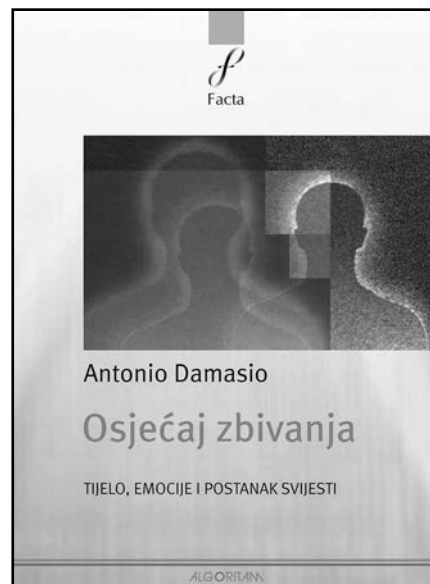 Facta
Antonio Damasio
Osjećaj zbivanja
TIJELO, EMOCIJE I POSTANAK SVIJESTI
ALGORITAM